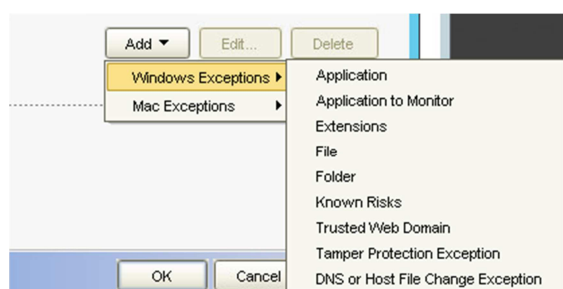 Add Edit... Delete
Windows Exceptions Application
Mac Exceptions Application to Monitor
Extensions
File
Folder
Known Risks
Trusted Web Domain
Tamper Protection Exception
OK Cancel DNS or Host File Change Exception